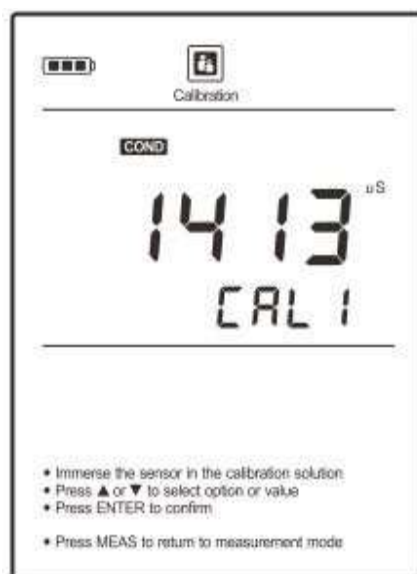 Calibration
COND
1413 uS
CAL 1
• Immerse the sensor in the calibration solution
• Press ▲ or ▼ to select option or value
• Press ENTER to confirm
• Press MEAS to return to measurement mode